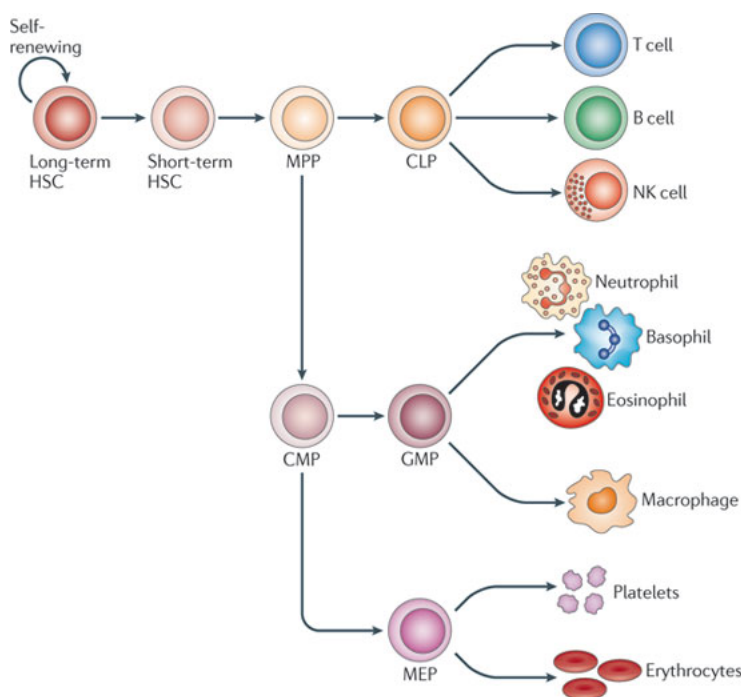 Self-
renewing
T cell
B cell
Long-term
HSC
Short-term
HSC
MPP
CLP
NK cell
Neutrophil
Basophil
Eosinophil
CMP
GMP
Macrophage
Platelets
MEP
Erythrocytes